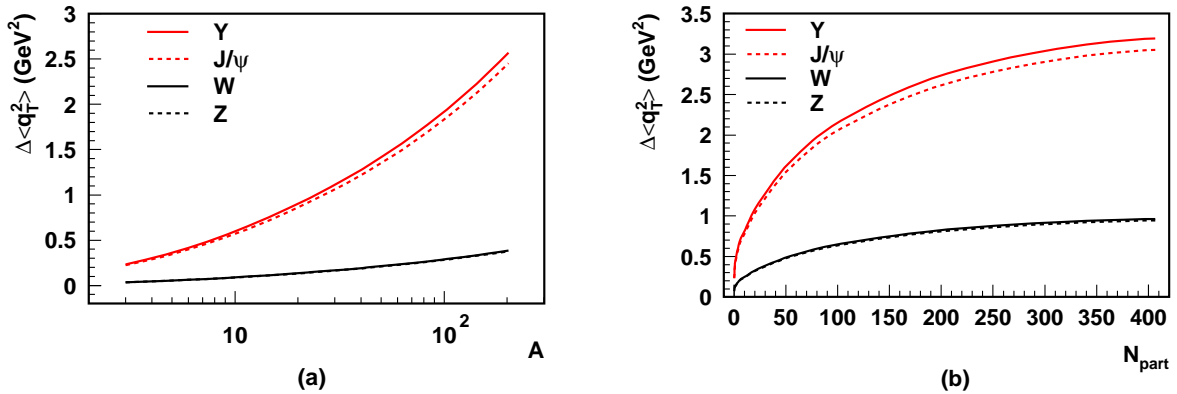 Δ<q_T^2> (GeV^2)
3
2.5
2
1.5
1
0.5
0
Y
J/ψ
W
Z
10
10^2
A
(a)
Δ<q_T^2> (GeV^2)
3.5
3
2.5
2
1.5
1
0.5
0
Y
J/ψ
W
Z
0 50 100 150 200 250 300 350 400
N_part
(b)